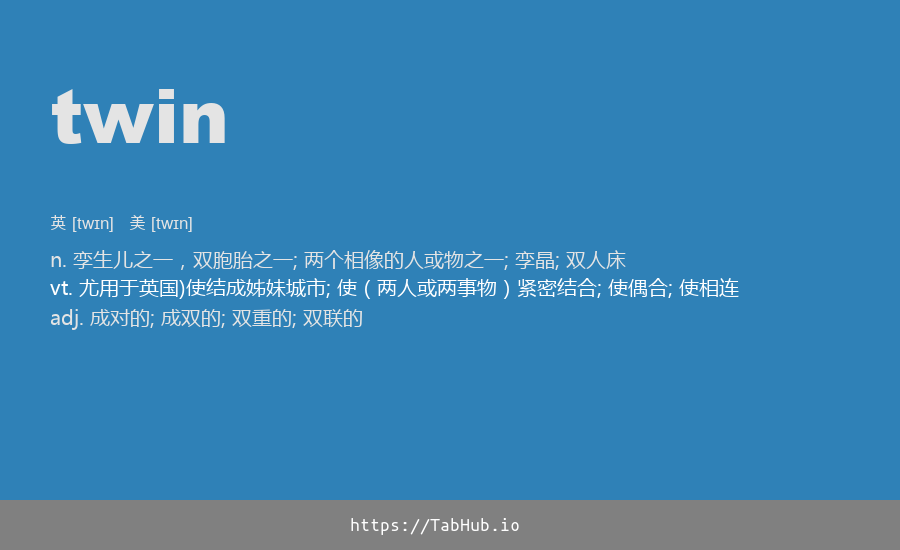 twin
英 [twɪn] 美 [twɪn]
n. 孪生儿之一，双胞胎之一; 两个相像的人或物之一; 孪晶; 双人床
vt. 尤用于英国)使结成姊妹城市; 使（两人或两事物）紧密结合; 使偶合; 使相连
adj. 成对的; 成双的; 双重的; 双联的
https://TabHub.io